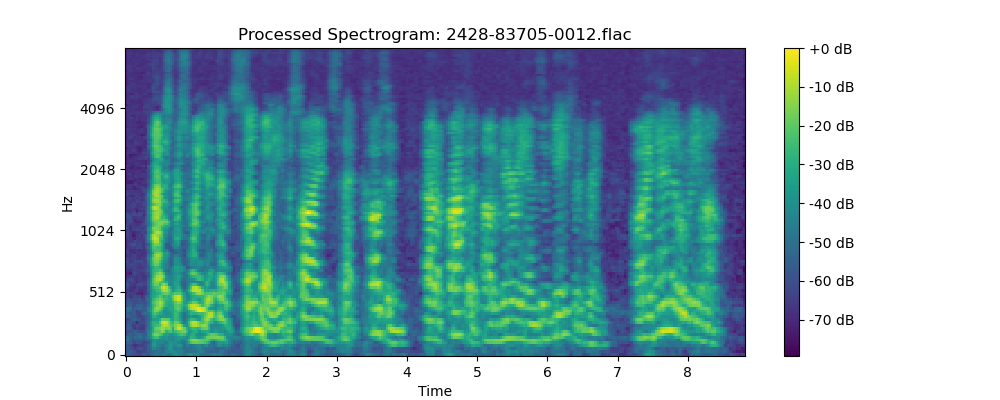 Processed Spectrogram: 2428-83705-0012.flac
Hz
4096
2048
1024
512
0
0 1 2 3 4 5 6 7 8
Time
+0 dB
-10 dB
-20 dB
-30 dB
-40 dB
-50 dB
-60 dB
-70 dB